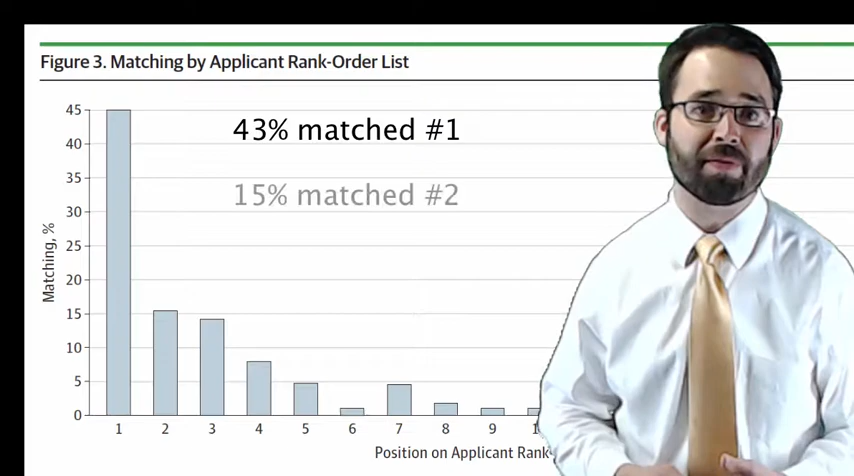 Figure 3. Matching by Applicant Rank-Order List
43% matched #1
15% matched #2
Matching, %
45
40
35
30
25
20
15
10
5
0
1 2 3 4 5 6 7 8 9
Position on Applicant Rank-